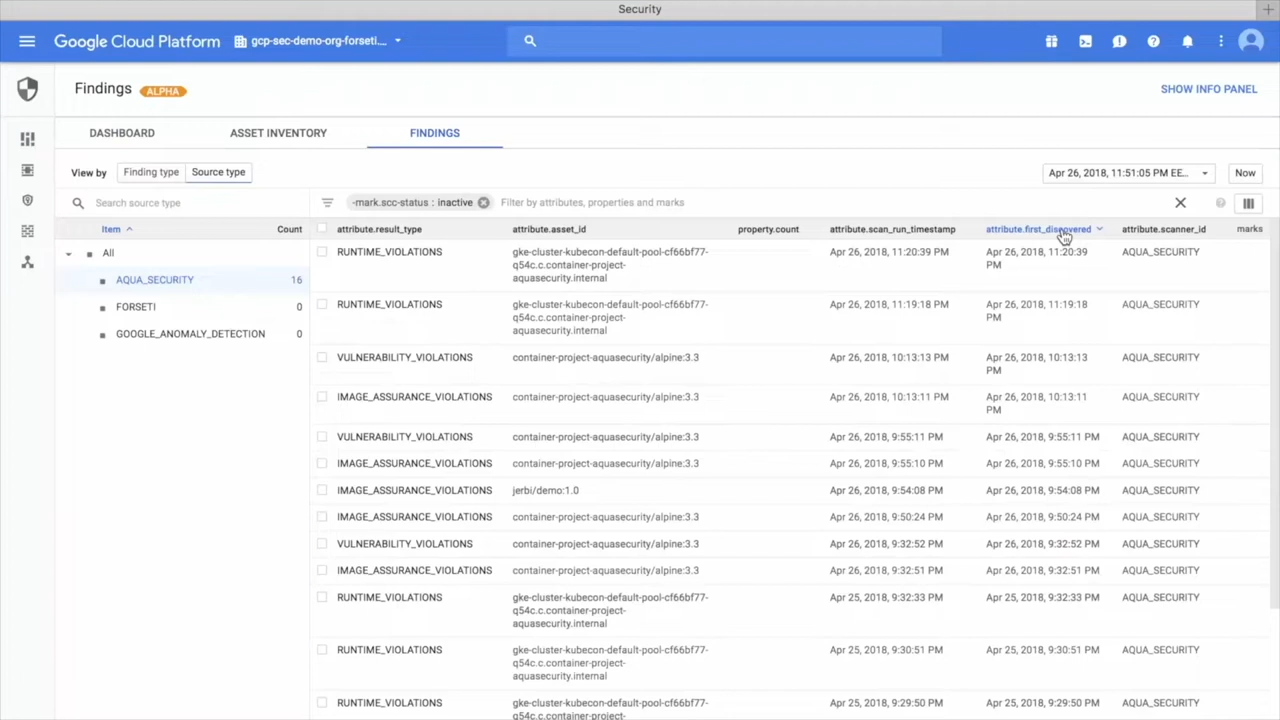 Security
Google Cloud Platform
gcp-sec-demo-org-forseti....
Findings
ALPHA
SHOW INFO PANEL
DASHBOARD
ASSET INVENTORY
FINDINGS
View by
Finding type
Source type
Apr 26, 2018, 11:51:05 PM EE...
Now
Search source type
-mark.scc-status : inactive
Filter by attributes, properties and marks
Item
Count
All
AQUA_SECURITY 16
FORSETI 0
GOOGLE_ANOMALY_DETECTION 0
attribute.result_type attribute.asset_id property.count attribute.scan_run_timestamp attribute.first_discovered attribute.scanner_id marks
RUNTIME_VIOLATIONS gke-cluster-kubecon-default-pool-cf66bf77- Apr 26, 2018, 11:20:39 PM Apr 26, 2018, 11:20:39 AQUA_SECURITY
q54c.c.container-project- PM
aquasecurity.internal
RUNTIME_VIOLATIONS gke-cluster-kubecon-default-pool-cf66bf77- Apr 26, 2018, 11:19:18 PM Apr 26, 2018, 11:19:18 AQUA_SECURITY
q54c.c.container-project- PM
aquasecurity.internal
VULNERABILITY_VIOLATIONS container-project-aquasecurity/alpine:3.3 Apr 26, 2018, 10:13:13 PM Apr 26, 2018, 10:13:13 AQUA_SECURITY
PM
IMAGE_ASSURANCE_VIOLATIONS container-project-aquasecurity/alpine:3.3 Apr 26, 2018, 10:13:11 PM Apr 26, 2018, 10:13:11 AQUA_SECURITY
PM
VULNERABILITY_VIOLATIONS container-project-aquasecurity/alpine:3.3 Apr 26, 2018, 9:55:11 PM Apr 26, 2018, 9:55:11 PM AQUA_SECURITY
IMAGE_ASSURANCE_VIOLATIONS container-project-aquasecurity/alpine:3.3 Apr 26, 2018, 9:55:10 PM Apr 26, 2018, 9:55:10 PM AQUA_SECURITY
IMAGE_ASSURANCE_VIOLATIONS jerbi/demo:1.0 Apr 26, 2018, 9:54:08 PM Apr 26, 2018, 9:54:08 PM AQUA_SECURITY
IMAGE_ASSURANCE_VIOLATIONS container-project-aquasecurity/alpine:3.3 Apr 26, 2018, 9:50:24 PM Apr 26, 2018, 9:50:24 PM AQUA_SECURITY
VULNERABILITY_VIOLATIONS container-project-aquasecurity/alpine:3.3 Apr 26, 2018, 9:32:52 PM Apr 26, 2018, 9:32:52 PM AQUA_SECURITY
IMAGE_ASSURANCE_VIOLATIONS container-project-aquasecurity/alpine:3.3 Apr 26, 2018, 9:32:51 PM Apr 26, 2018, 9:32:51 PM AQUA_SECURITY
RUNTIME_VIOLATIONS gke-cluster-kubecon-default-pool-cf66bf77- Apr 25, 2018, 9:32:33 PM Apr 25, 2018, 9:32:33 PM AQUA_SECURITY
q54c.c.container-project-
aquasecurity.internal
RUNTIME_VIOLATIONS gke-cluster-kubecon-default-pool-cf66bf77- Apr 25, 2018, 9:30:51 PM Apr 25, 2018, 9:30:51 PM AQUA_SECURITY
q54c.c.container-project-
aquasecurity.internal
RUNTIME_VIOLATIONS gke-cluster-kubecon-default-pool-cf66bf77- Apr 25, 2018, 9:29:50 PM Apr 25, 2018, 9:29:50 PM AQUA_SECURITY
q54c.c.container-project-